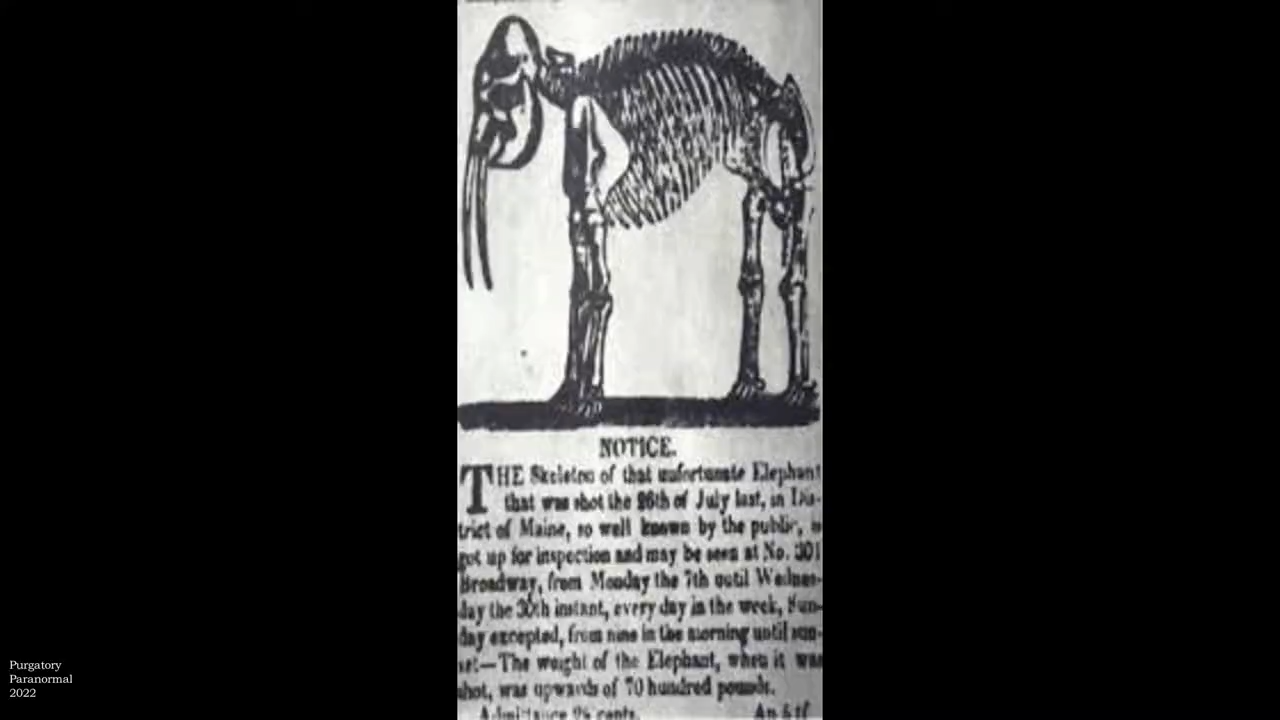 NOTICE.
THE Skeleton of that unfortunate Elephant
that was shot the 26th of July last, in Dis-
trict of Maine, so well known by the public, is
got up for inspection and may be seen at No. 301
Broadway, from Monday the 7th until Wednes-
day the 30th instant, every day in the week, Sun-
day excepted, from nine in the morning until sun-
set—The weight of the Elephant, when it was
shot, was upwards of 70 hundred pounds.
Admittance cents.
Purgatory
Paranormal
2022